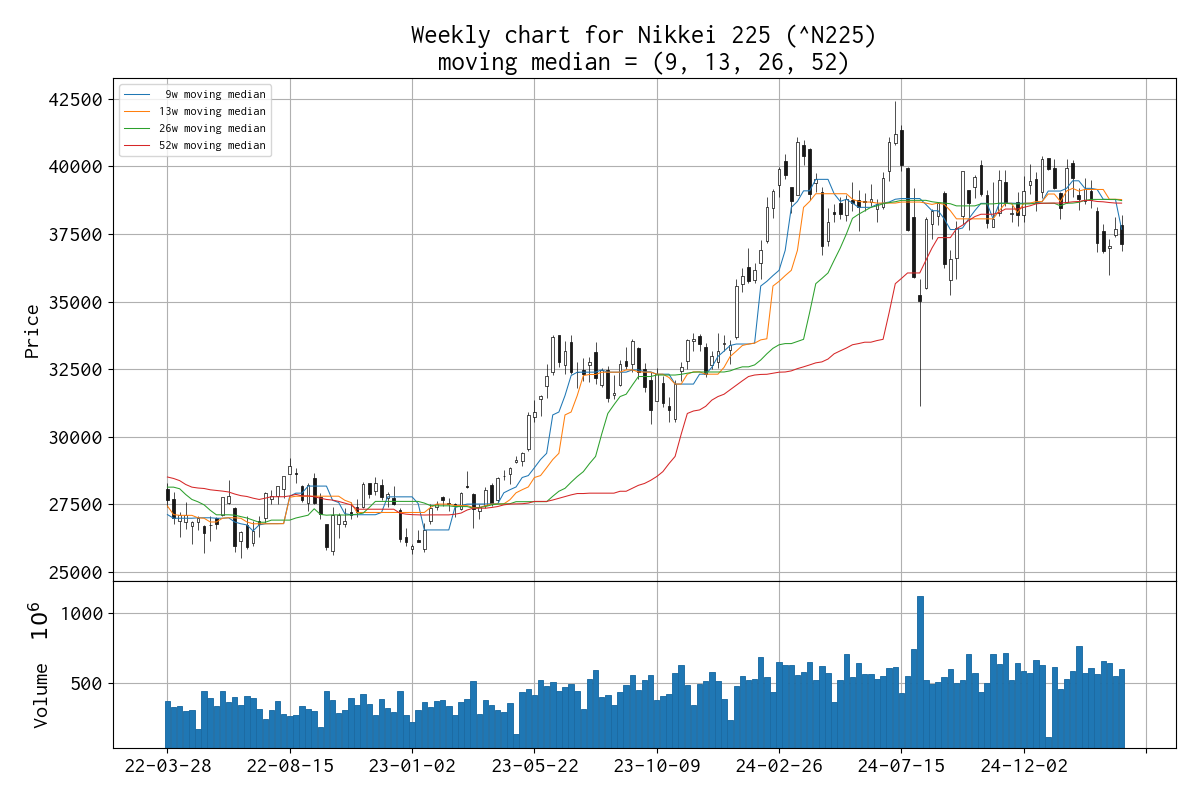 Weekly chart for Nikkei 225 (^N225)
moving median = (9, 13, 26, 52)
9w moving median
13w moving median
26w moving median
52w moving median
Price
42500
40000
37500
35000
32500
30000
27500
25000
Volume 10^6
1000
500
22-03-28 22-08-15 23-01-02 23-05-22 23-10-09 24-02-26 24-07-15 24-12-02